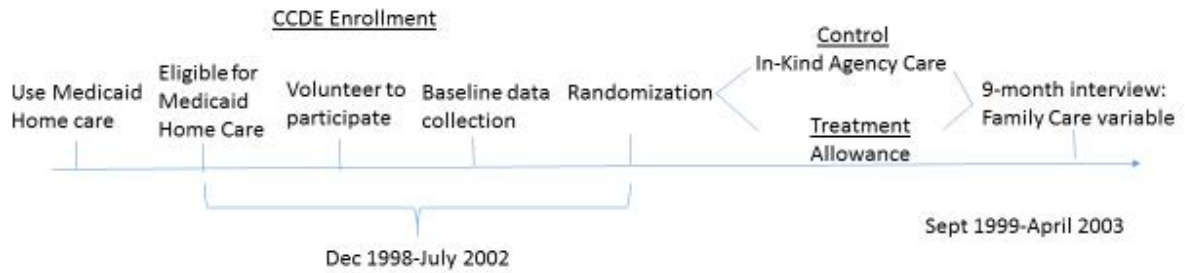 CCDE Enrollment
Use Medicaid
Home care
Eligible for
Medicaid
Home Care
Volunteer to
participate
Baseline data
collection
Randomization
Control
In-Kind Agency Care
Treatment
Allowance
9-month interview:
Family Care variable
Dec 1998-July 2002
Sept 1999-April 2003